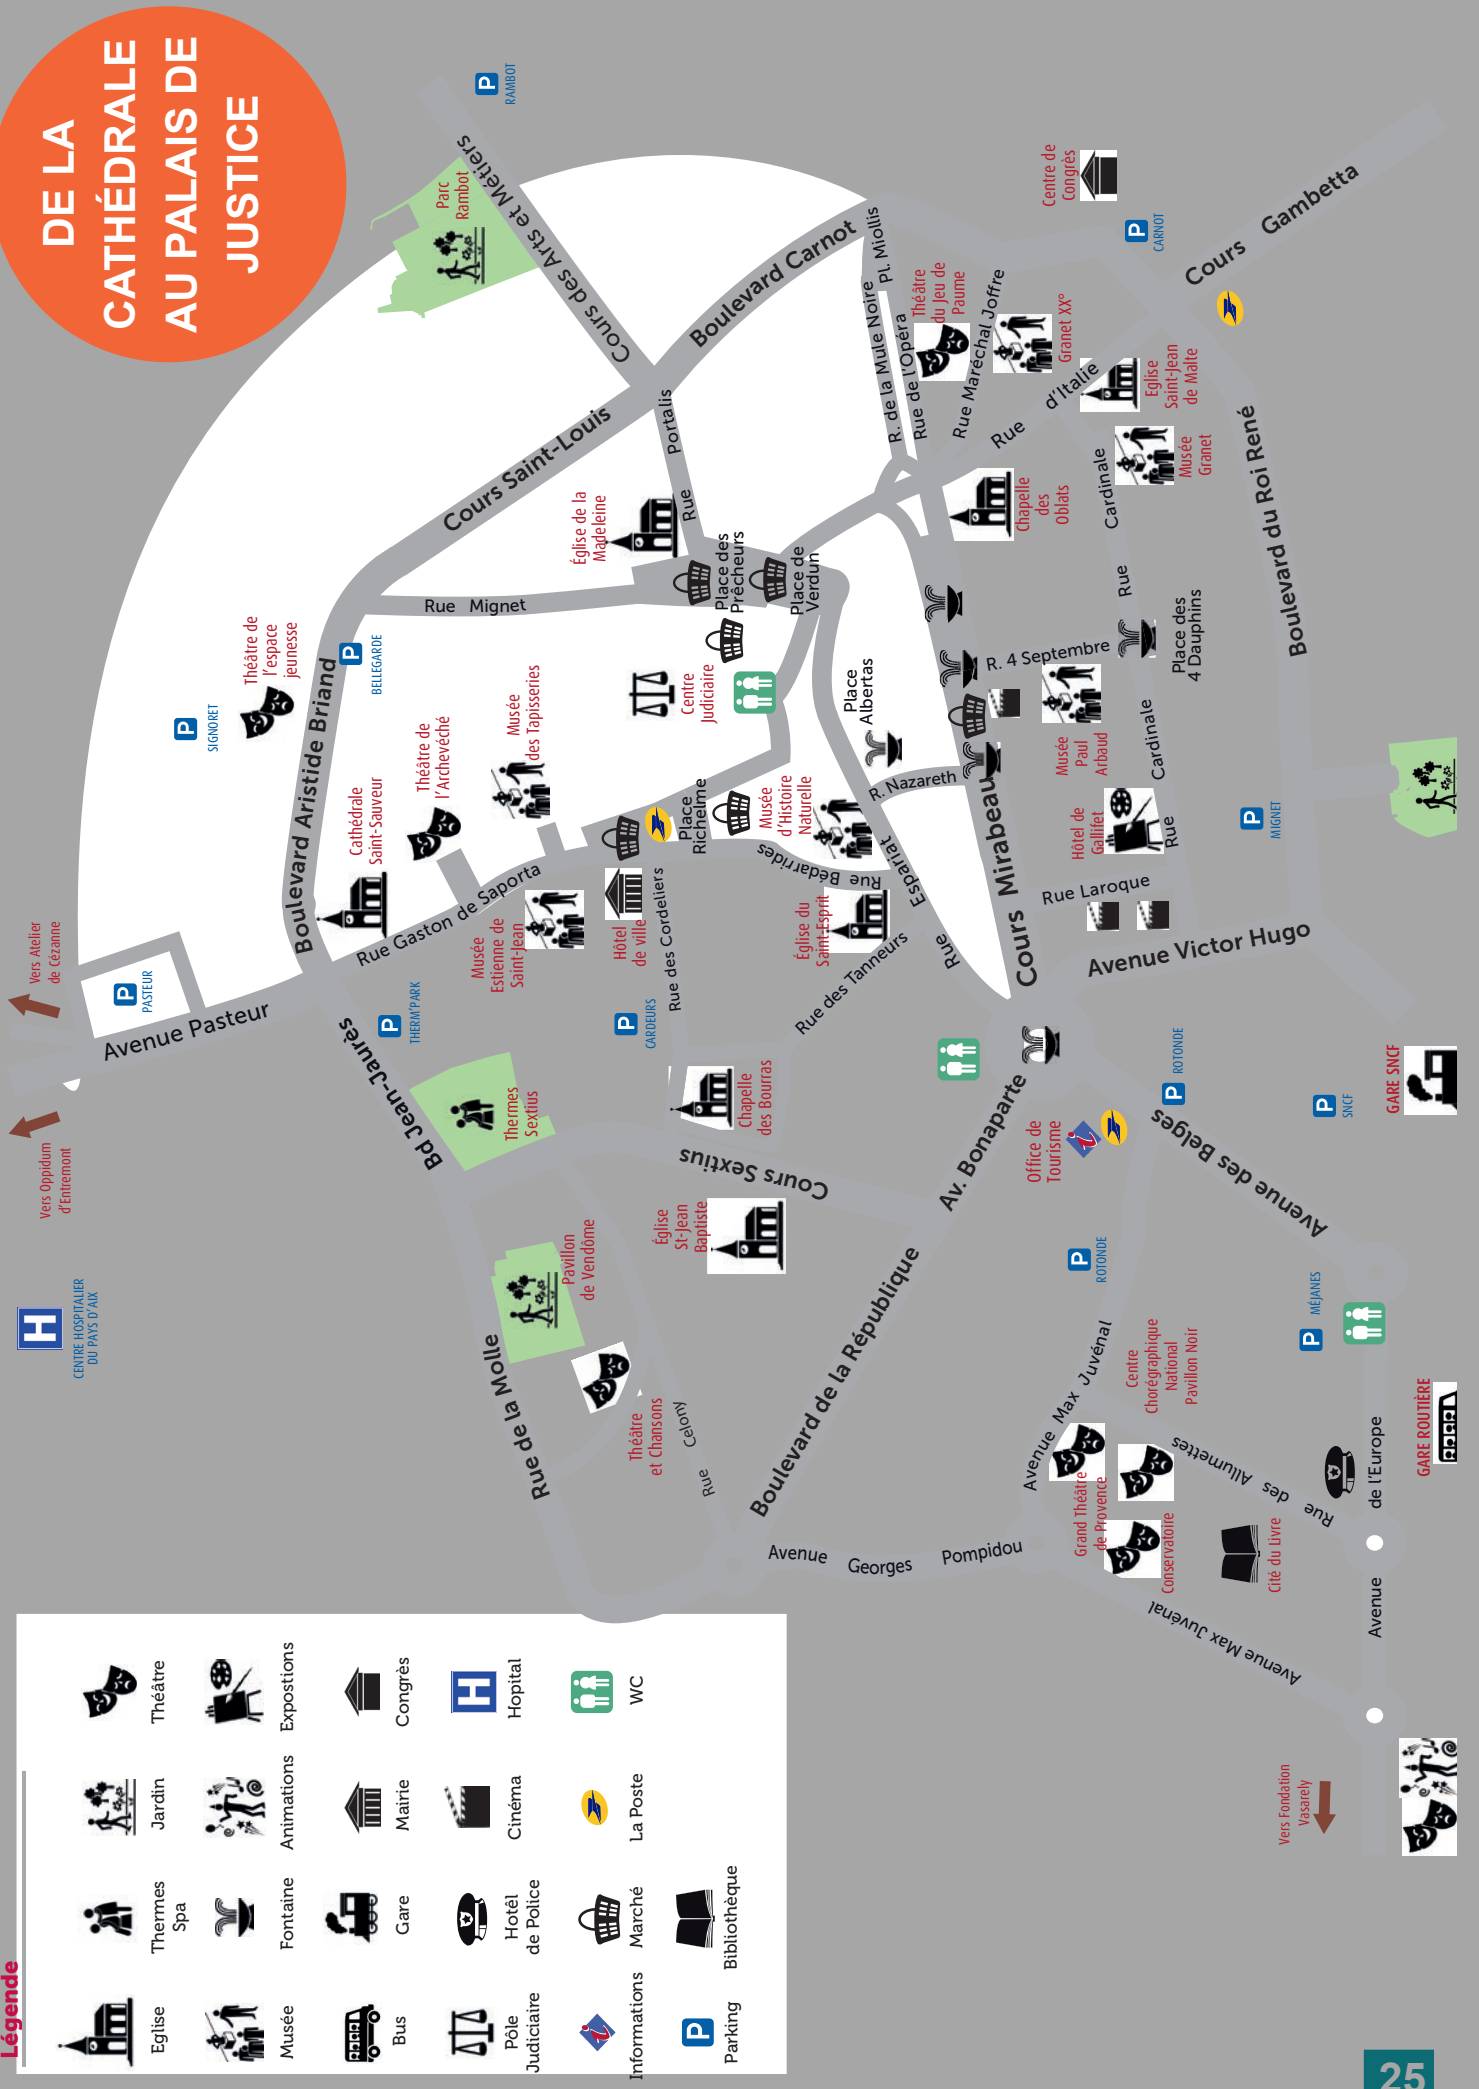 DE LA
CATHÉDRALE
AU PALAIS DE
JUSTICE
P
RAMBOT
Parc
Rambot
Cours des Arts et Métiers
Centre de
Congrès
P
CARNOT
Cours Gambetta
Boulevard Carnot
Pl. Miollis
R. de la Mule Noire
Rue de l'Opéra
Théâtre
du Jeu de
Paume
Rue Maréchal Joffre
Granet XXº
Rue d'Italie
Eglise
Saint-Jean
de Malte
Musée
Granet
Boulevard du Roi René
Cours Saint-Louis
Rue Portalis
Église de la
Madeleine
Place des
Prêcheurs
Place de
Verdun
Chapelle
des
Oblats
Rue Cardinale
Place des
4 Dauphins
R. 4 Septembre
Rue Mignet
Théâtre de
l'espace
jeunesse
P
BELLEGARDE
P
SIGNORET
Boulevard Aristide Briand
Centre
Judiciaire
Musée
des Tapisseries
Théâtre de
l'Archevéché
Cathédrale
Saint-Sauveur
Place
Albertas
R. Nazareth
Musée
Paul
Arbaud
Rue Cardinale
Hôtel de
Gallifet
P
MIGNET
Place
Richelme
Musée
d'Histoire
Naturelle
Rue Bédarrides
Rue Espariat
Cours Mirabeau
Rue Laroque
Avenue Victor Hugo
Rue Gaston de Saporta
Musée
Estienne de
Saint-Jean
Hôtel
de ville
Rue des Cordeliers
Église du
Saint-Esprit
Rue des Tanneurs
Vers Atelier
de Cézanne
P
PASTEUR
Avenue Pasteur
P
THERM'PARK
P
CARDEURS
Bd Jean-Jaurès
Thermes
Sextius
Chapelle
des Bourras
Cours Sextius
Av. Bonaparte
Office de
Tourisme
i
P
ROTONDE
Avenue des Belges
P
SNCF
GARE SNCF
Vers Oppidum
d'Entremont
H
CENTRE HOSPITALIER
DU PAYS D'AIX
Église
St-Jean
Baptiste
Pavillon
de Vendôme
Rue de la Molle
Théâtre
et Chansons
Rue Celony
Boulevard de la République
P
ROTONDE
P
MÉJANES
Avenue Max Juvénal
Centre
Chorégraphique
National
Pavillon Noir
Rue des Allumettes
GARE ROUTIÈRE
Avenue de l'Europe
Avenue Georges Pompidou
Grand Théâtre
de Provence
Conservatoire
Cité du Livre
Avenue Max Juvénal
Vers Fondation
Vasarely
Légende
Eglise
Thermes
Spa
Jardin
Théâtre
Musée
Fontaine
Animations
Expostions
Bus
Gare
Mairie
Congrès
Pôle
Judiciaire
Hotêl
de Police
Cinéma
H
Hopital
i
Informations
Marché
La Poste
WC
P
Parking
Bibliothèque
25